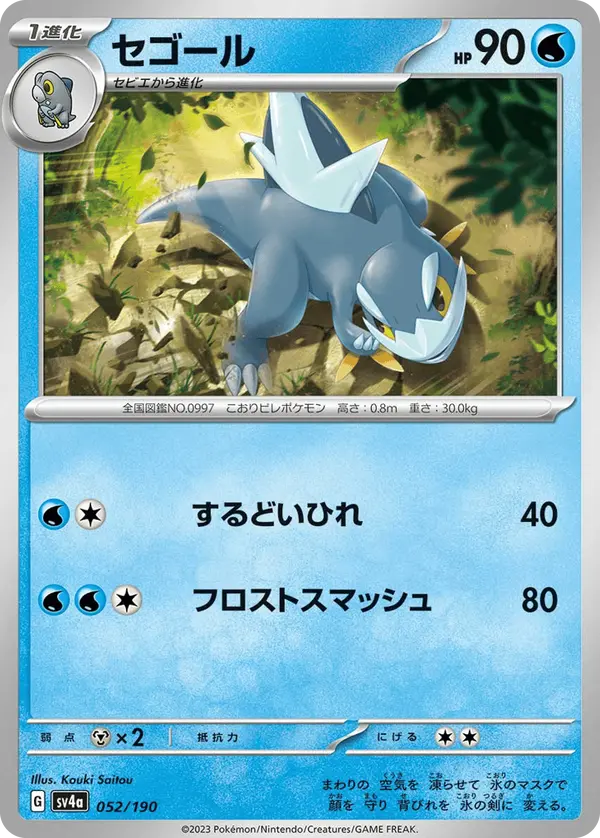 1進化
セゴール
HP 90
セビエから進化
全国図鑑NO.0997 こおりビレポケモン 高さ:0.8m 重さ:30.0kg
するどいひれ 40
フロストスマッシュ 80
弱点 ×2 抵抗力 にげる
Illus. Kouki Saitou
G sv4a 052/190
まわりの 空気を 凍らせて 氷のマスクで
顔を 守り 背びれを 氷の剣に 変える。
©2023 Pokémon/Nintendo/Creatures/GAME FREAK.